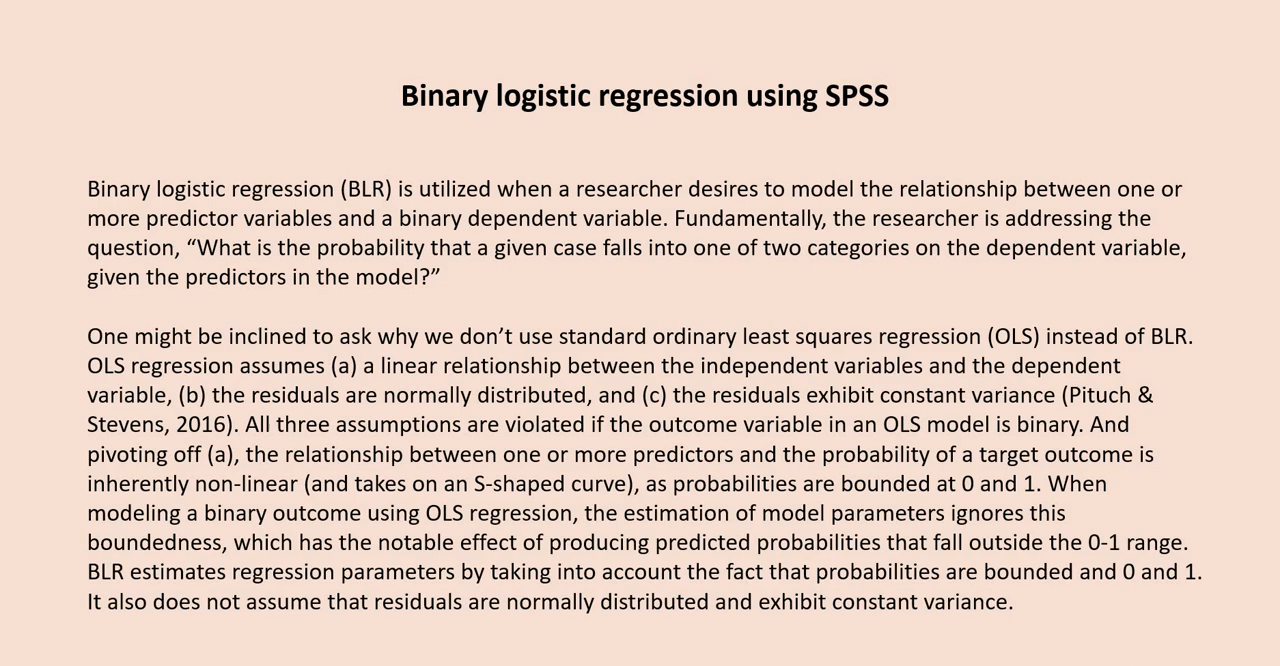 Binary logistic regression using SPSS
Binary logistic regression (BLR) is utilized when a researcher desires to model the relationship between one or
more predictor variables and a binary dependent variable. Fundamentally, the researcher is addressing the
question, “What is the probability that a given case falls into one of two categories on the dependent variable,
given the predictors in the model?”
One might be inclined to ask why we don’t use standard ordinary least squares regression (OLS) instead of BLR.
OLS regression assumes (a) a linear relationship between the independent variables and the dependent
variable, (b) the residuals are normally distributed, and (c) the residuals exhibit constant variance (Pituch &
Stevens, 2016). All three assumptions are violated if the outcome variable in an OLS model is binary. And
pivoting off (a), the relationship between one or more predictors and the probability of a target outcome is
inherently non-linear (and takes on an S-shaped curve), as probabilities are bounded at 0 and 1. When
modeling a binary outcome using OLS regression, the estimation of model parameters ignores this
boundedness, which has the notable effect of producing predicted probabilities that fall outside the 0-1 range.
BLR estimates regression parameters by taking into account the fact that probabilities are bounded and 0 and 1.
It also does not assume that residuals are normally distributed and exhibit constant variance.